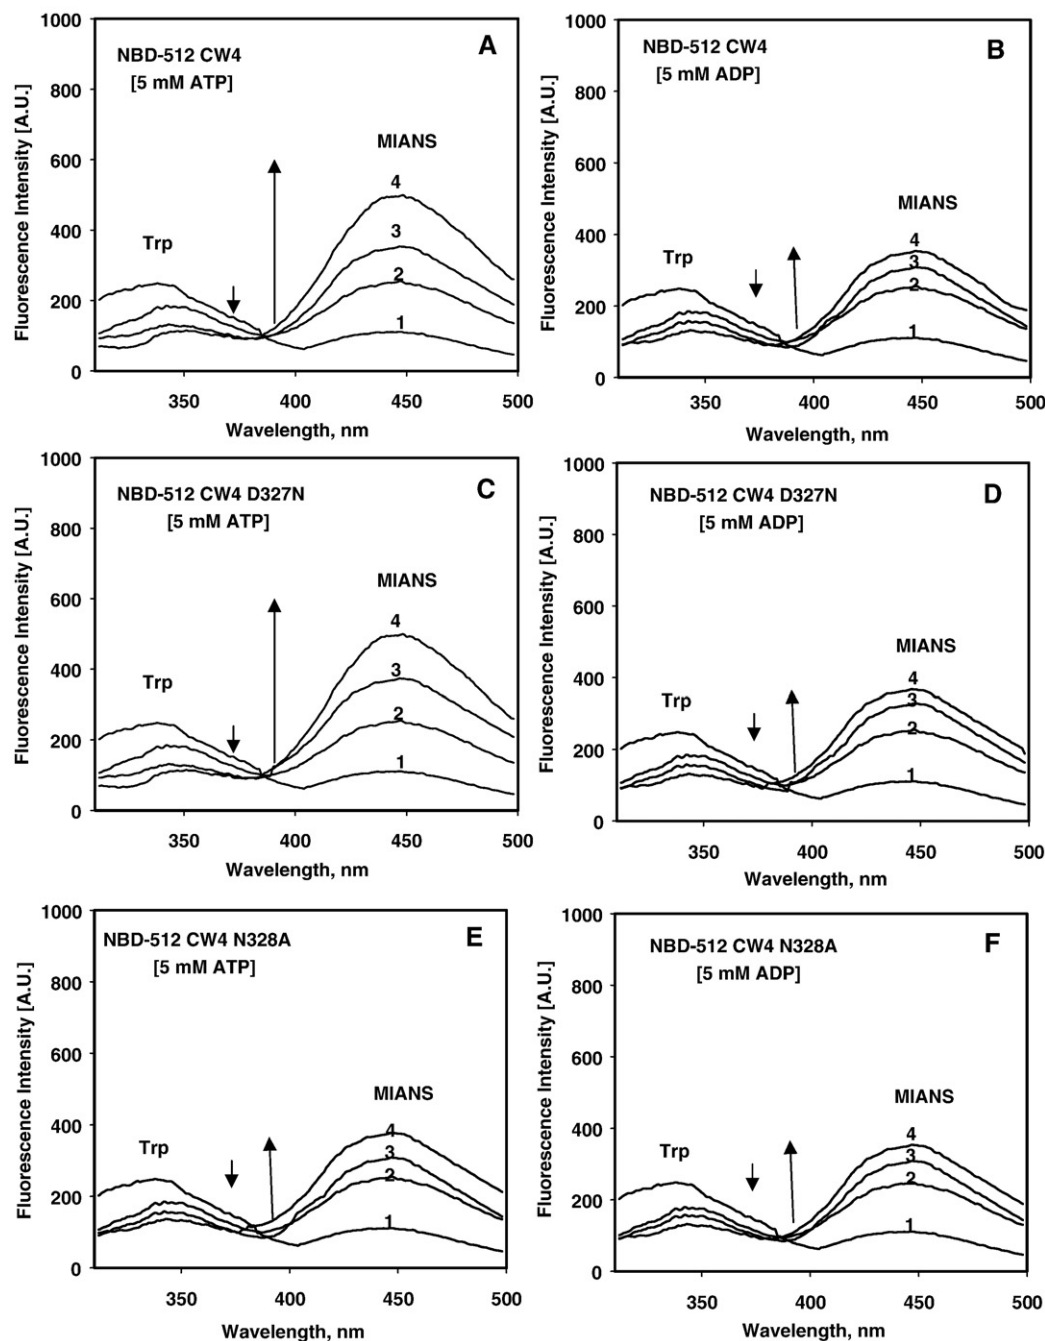 A
NBD-512 CW4
[5 mM ATP]
MIANS
Trp
4
3
2
1
1000
800
600
400
200
0
350
400
450
500
Fluorescence Intensity [A.U.]
Wavelength, nm
B
NBD-512 CW4
[5 mM ADP]
MIANS
Trp
4
3
2
1
1000
800
600
400
200
0
350
400
450
500
Fluorescence Intensity [A.U.]
Wavelength, nm
C
NBD-512 CW4 D327N
[5 mM ATP]
MIANS
Trp
4
3
2
1
1000
800
600
400
200
0
350
400
450
500
Fluorescence Intensity [A.U.]
Wavelength, nm
D
NBD-512 CW4 D327N
[5 mM ADP]
MIANS
Trp
4
3
2
1
1000
800
600
400
200
0
350
400
450
500
Fluorescence Intensity [A.U.]
Wavelength, nm
E
NBD-512 CW4 N328A
[5 mM ATP]
MIANS
Trp
4
3
2
1
1000
800
600
400
200
0
350
400
450
500
Fluorescence Intensity [A.U.]
Wavelength, nm
F
NBD-512 CW4 N328A
[5 mM ADP]
MIANS
Trp
4
3
2
1
1000
800
600
400
200
0
350
400
450
500
Fluorescence Intensity [A.U.]
Wavelength, nm